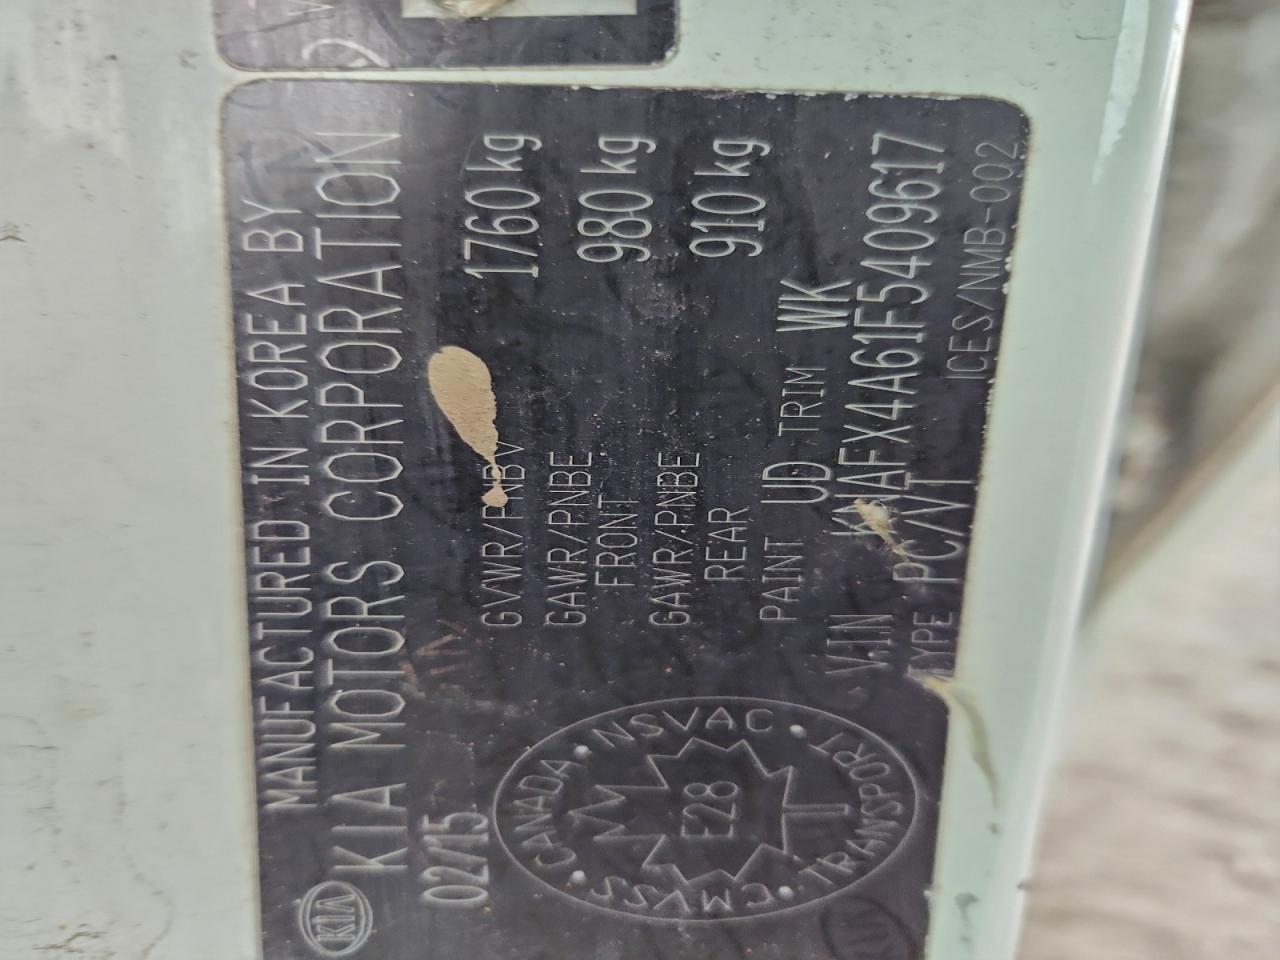 MANUFACTURED IN KOREA BY
KIA KIA MOTORS CORPORATION
02/15
GVWR/PNBV 1760 kg
GAWR/PNBE FRONT 980 kg
GAWR/PNBE REAR 910 kg
PAINT UD TRIM WK
VIN KNAFX4A61F5409617
TYPE PC/VT
ICES/NMB-002
CANADA • NSVAC • TRANSPORT • CMVSS
E28
T